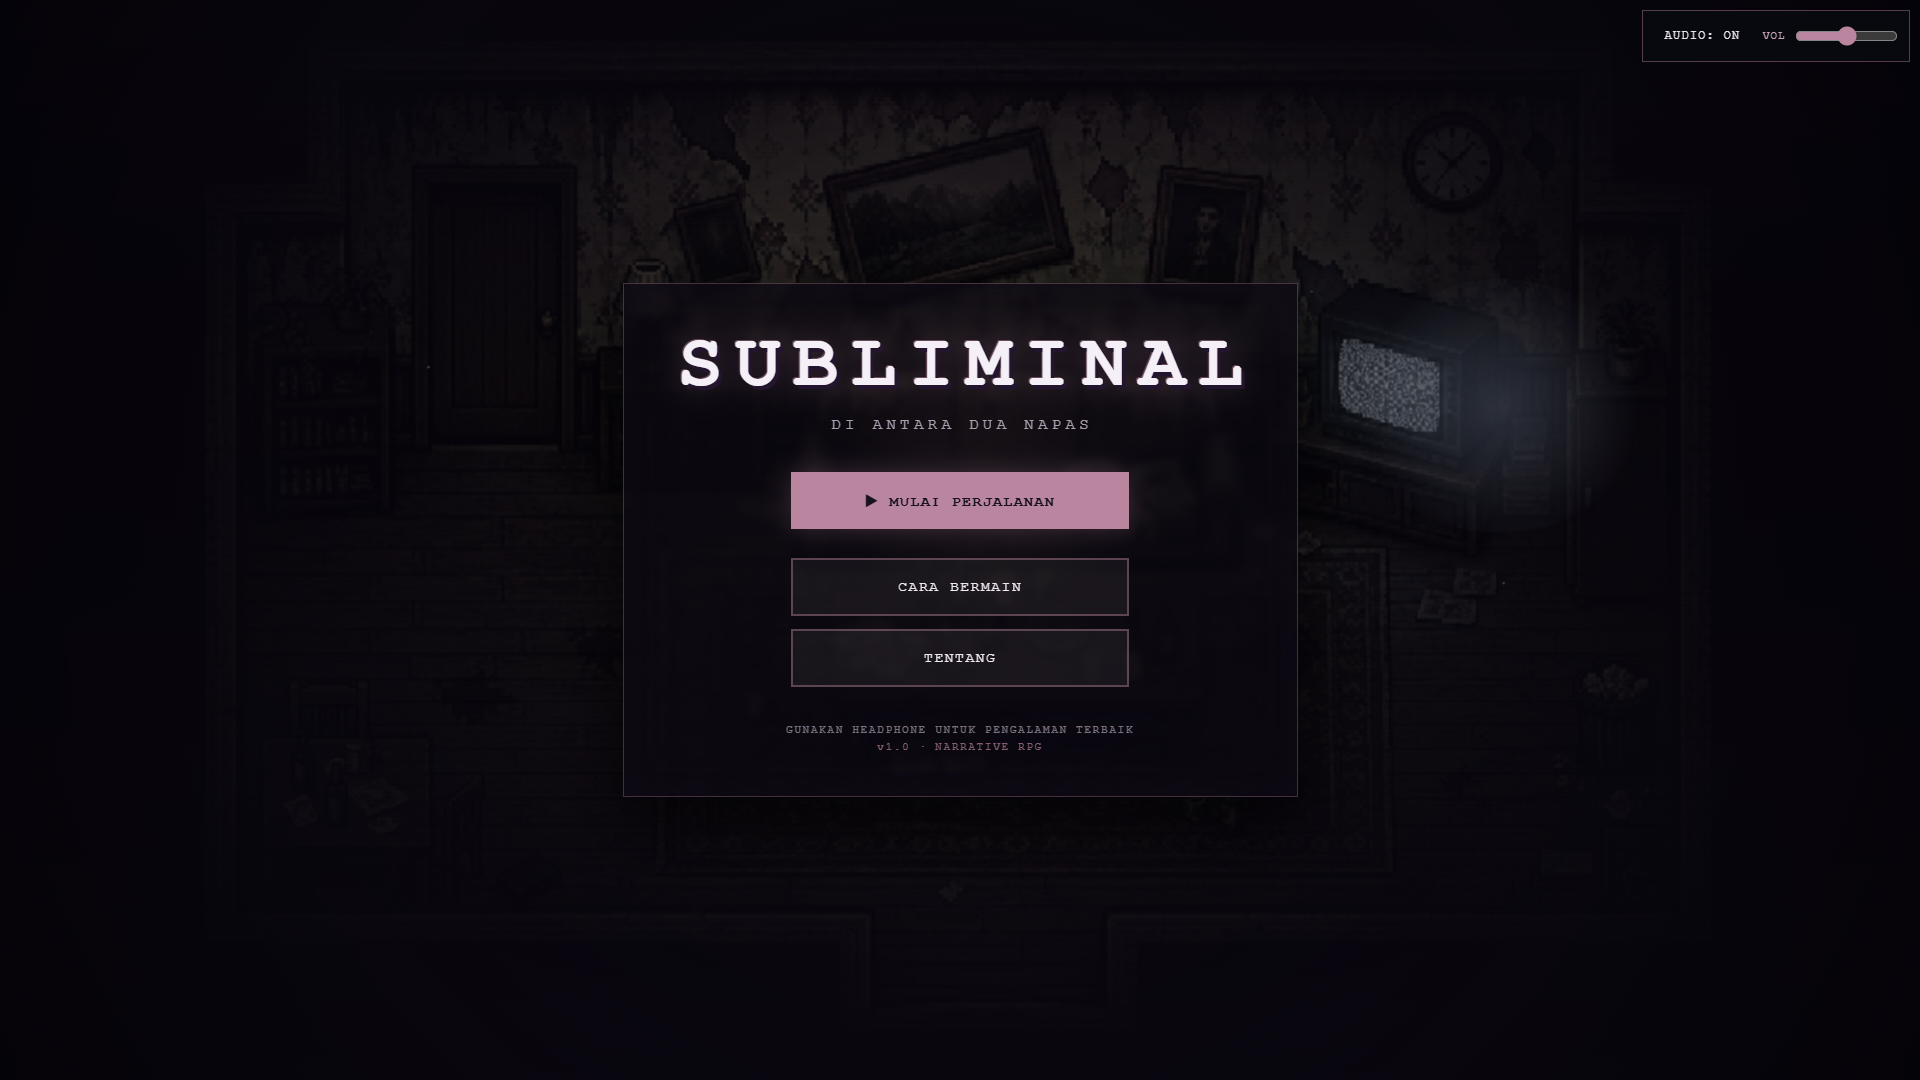 AUDIO: ON VOL
SUBLIMINAL
DI ANTARA DUA NAPAS
▶ MULAI PERJALANAN
CARA BERMAIN
TENTANG
GUNAKAN HEADPHONE UNTUK PENGALAMAN TERBAIK
v1.0 · NARRATIVE RPG